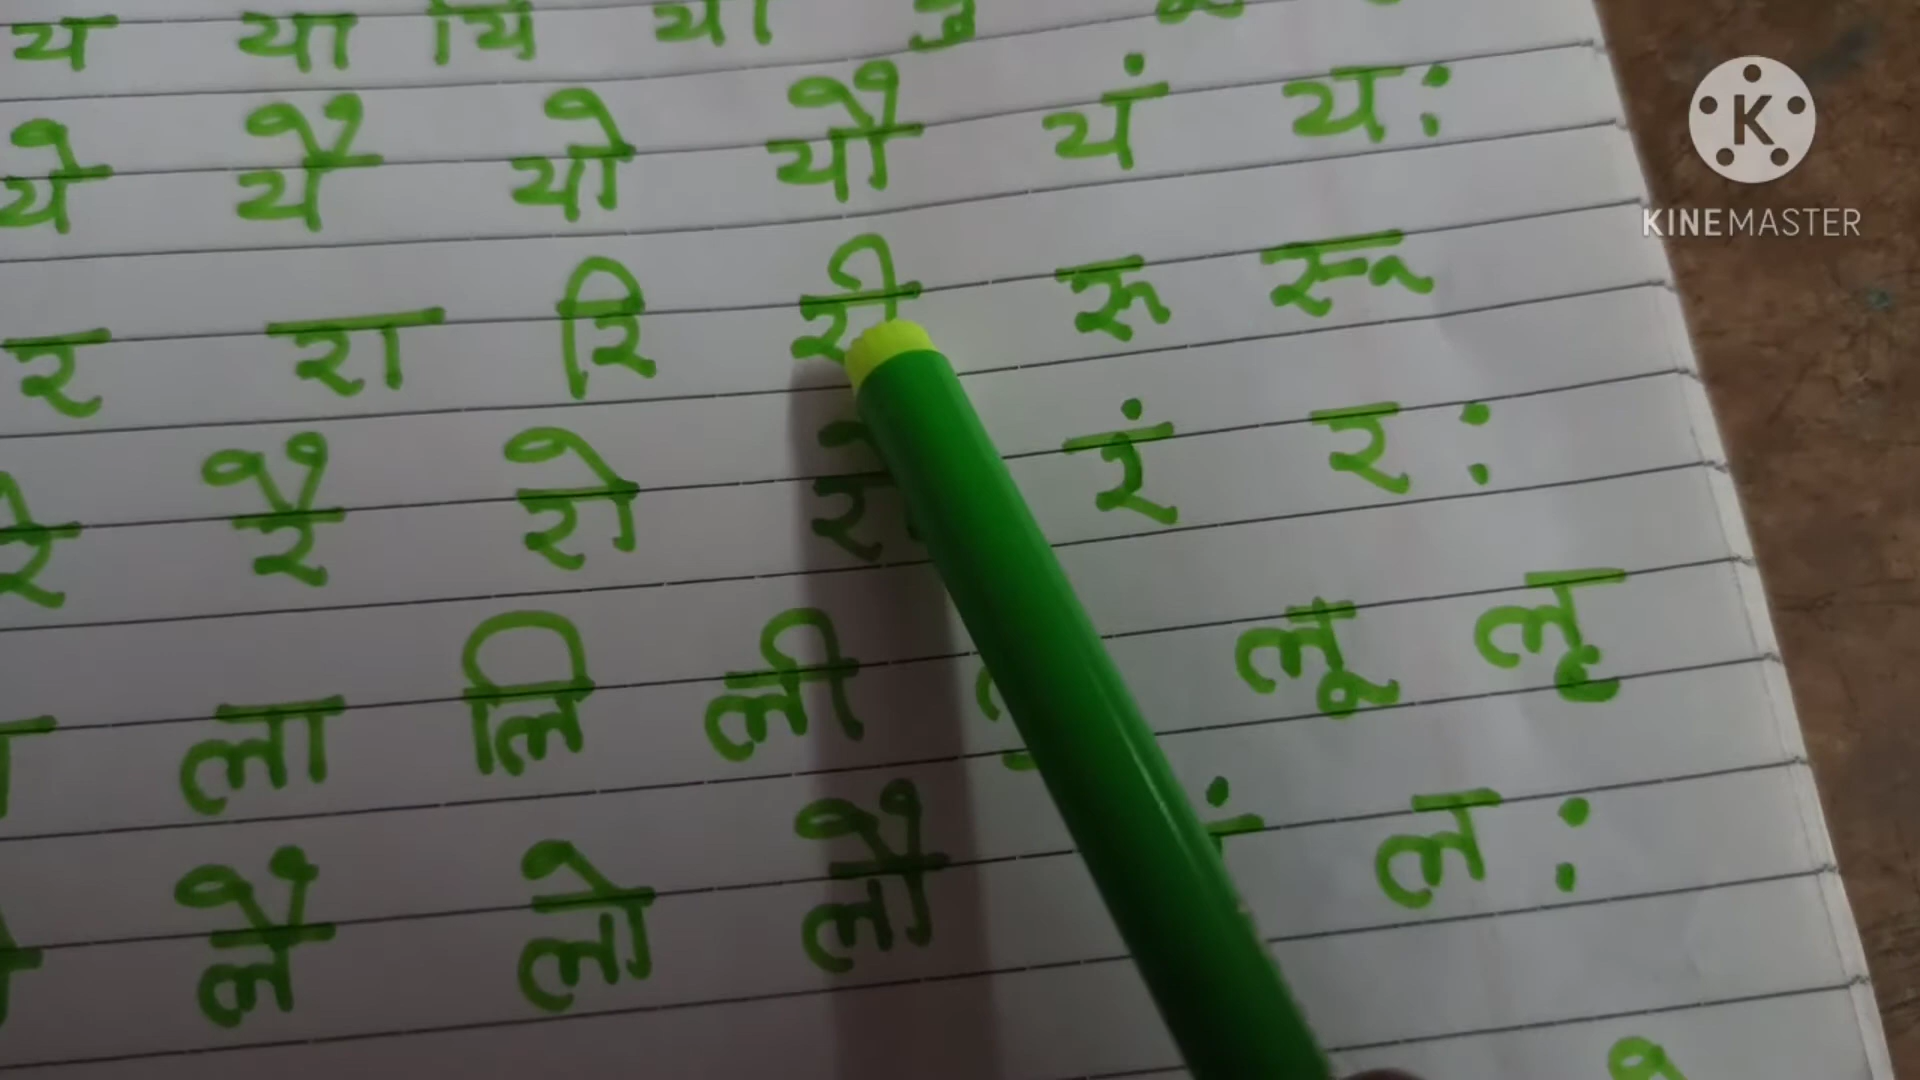 य या यि या
ये यै यो यौ यं यः
र रा रि री रू रू
रे रै रो रं रः
ला लि ली लू लृ
लै लो लौ लः
KINEMASTER